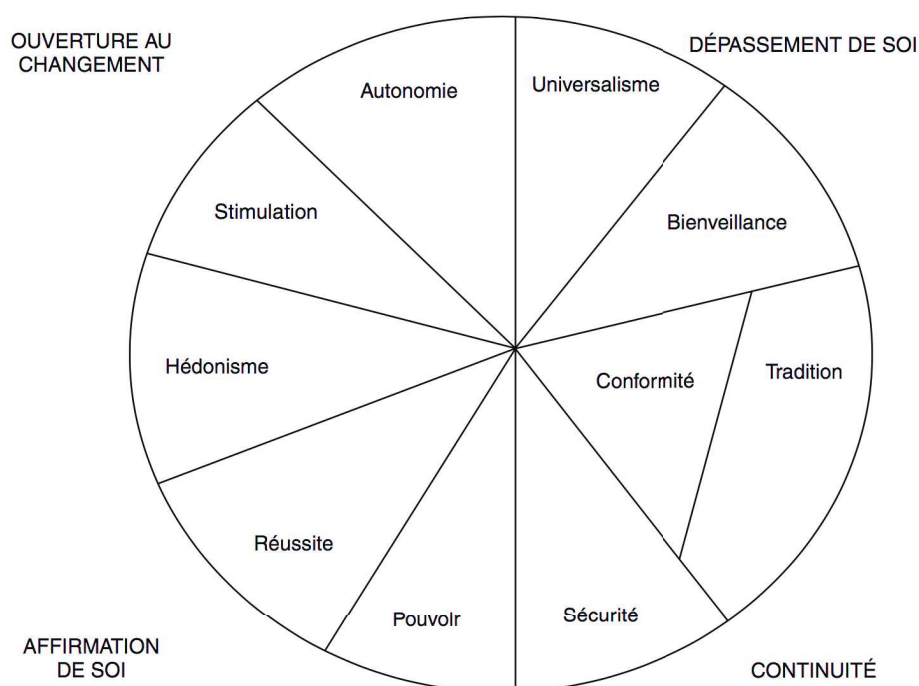 OUVERTURE AU
CHANGEMENT
DÉPASSEMENT DE SOI
Autonomie
Universalisme
Stimulation
Bienveillance
Hédonisme
Conformité
Tradition
Réussite
Pouvoir
Sécurité
AFFIRMATION
DE SOI
CONTINUITÉ